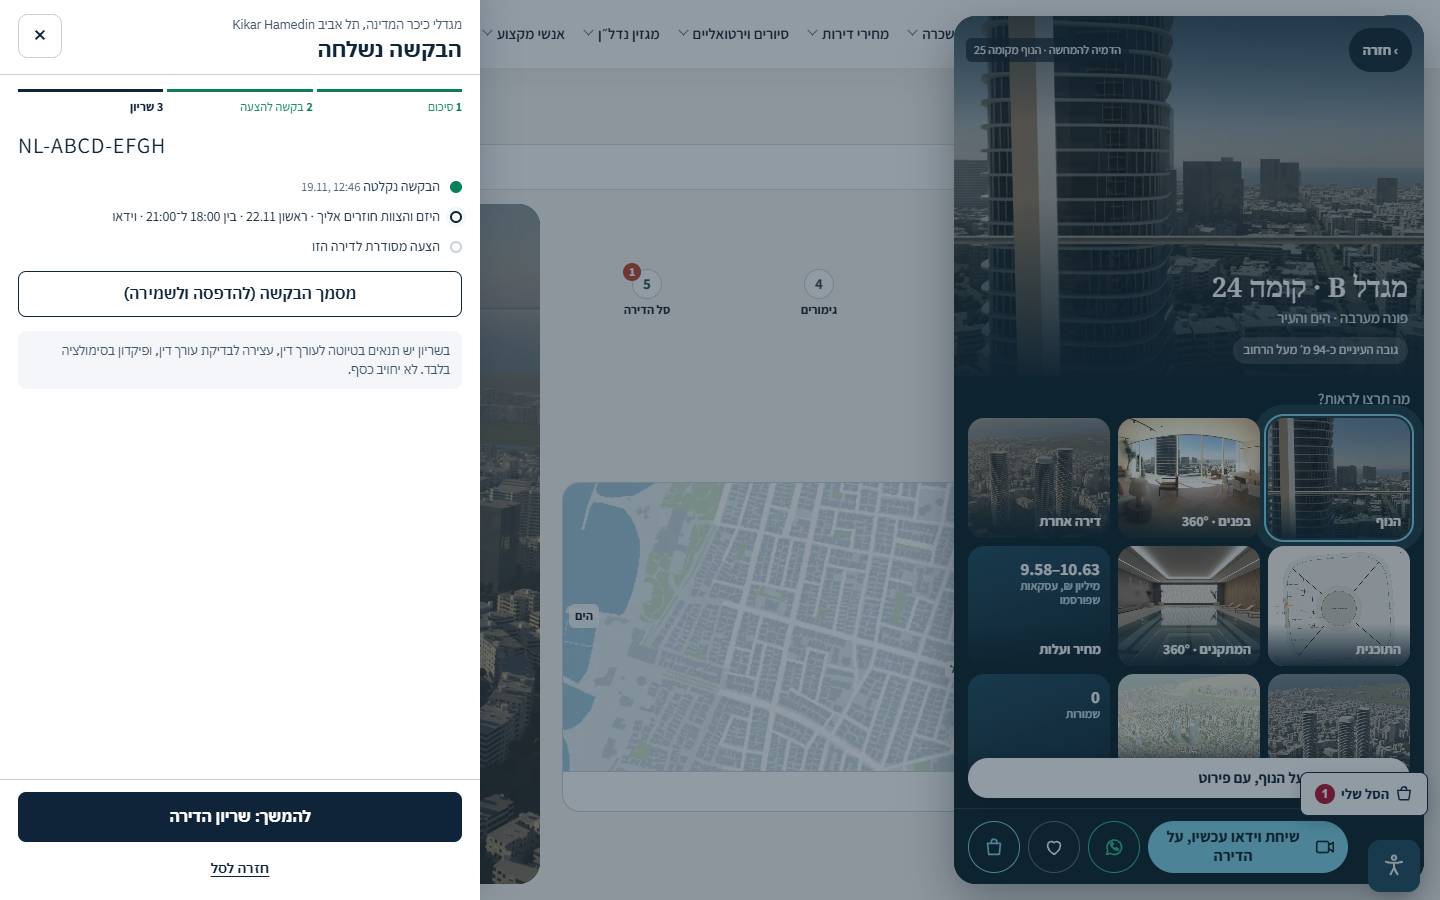 מגדלי כיכר המדינה, תל אביב Kikar Hamedin
הבקשה נשלחה
1 סיכום
2 בקשה להצעה
3 שריון
NL-ABCD-EFGH
הבקשה נקלטה 19.11, 12:46
היזם והצוות חוזרים אליך · ראשון 22.11 · בין 18:00 ל־21:00 · וידאו
הצעה מסודרת לדירה הזו
מסמך הבקשה (להדפסה ולשמירה)
בשריון יש תנאים בטיוטה לעורך דין, עצירה לבדיקת עורך דין, ופיקדון בסימולציה
בלבד. לא יחויב כסף.
להמשך: שריון הדירה
חזרה לסל
שכרה
מחירי דירות
סיורים וירטואליים
מגזין נדל״ן
אנשי מקצוע
4
גימורים
1
5
סל הדירה
הים
› חזרה
הדמיה להמחשה · הנוף מקומה 25
מגדל B · קומה 24
פונה מערבה · הים והעיר
גובה העיניים כ-94 מ׳ מעל הרחוב
מה תרצו לראות?
הנוף
בפנים · 360°
דירה אחרת
התוכנית
המתקנים · 360°
9.58–10.63
מיליון ₪, עסקאות
שפורסמו
מחיר ועלות
0
שמורות
על הנוף, עם פירוט
הסל שלי 1
שיחת וידאו עכשיו, על
הדירה